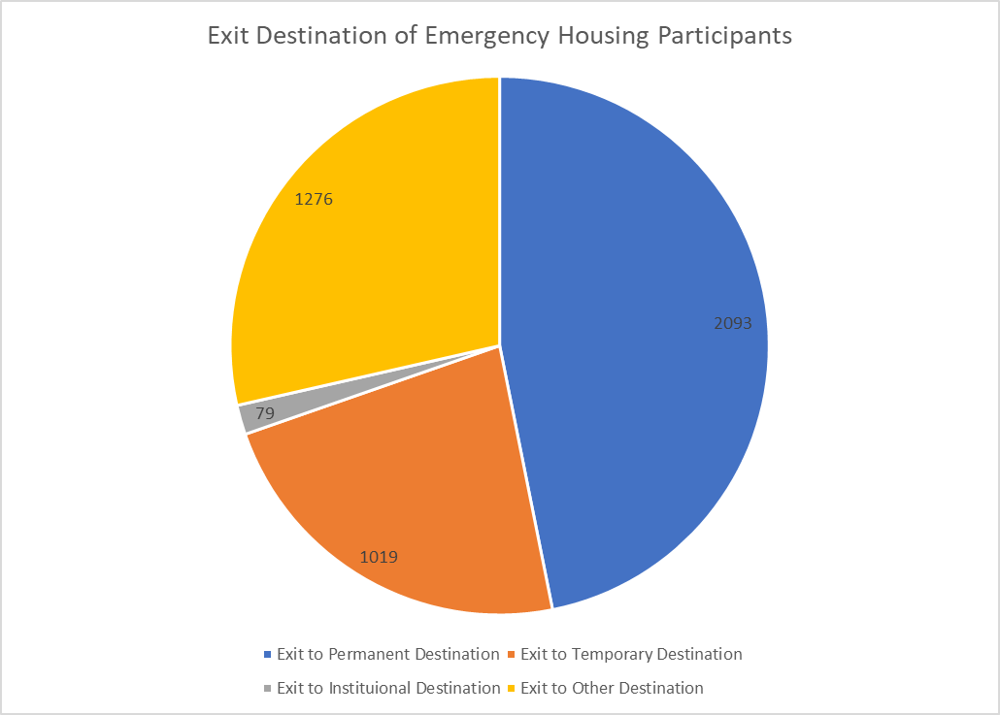 Exit Destination of Emergency Housing Participants
1276
2093
79
1019
Exit to Permanent Destination Exit to Temporary Destination
Exit to Instituional Destination Exit to Other Destination